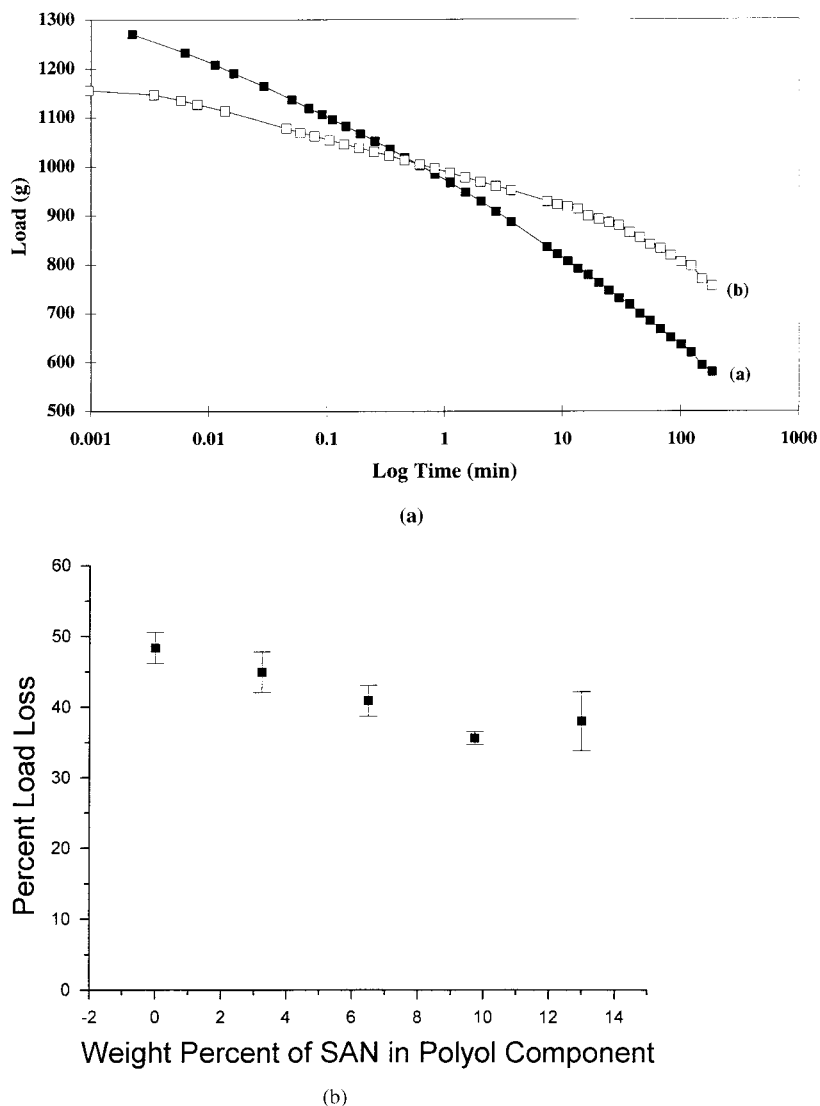 1300
1200
1100
1000
900
800
700
600
500
Load (g)
(b)
(a)
0.001 0.01 0.1 1 10 100 1000
Log Time (min)
(a)
60
50
40
30
20
10
0
Percent Load Loss
-2 0 2 4 6 8 10 12 14
Weight Percent of SAN in Polyol Component
(b)